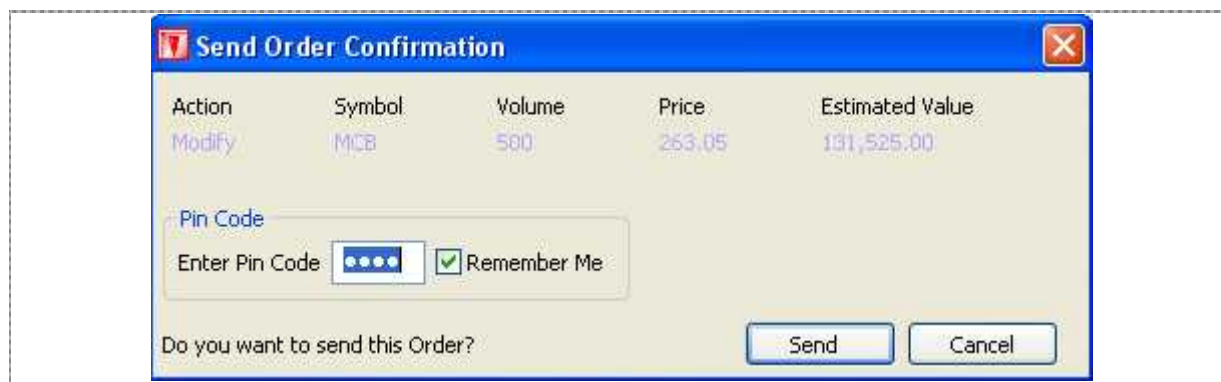 Send Order Confirmation
Action Symbol Volume Price Estimated Value
Modify MCB 500 263.05 131,525.00
Pin Code
Enter Pin Code •••• Remember Me
Do you want to send this Order? Send Cancel